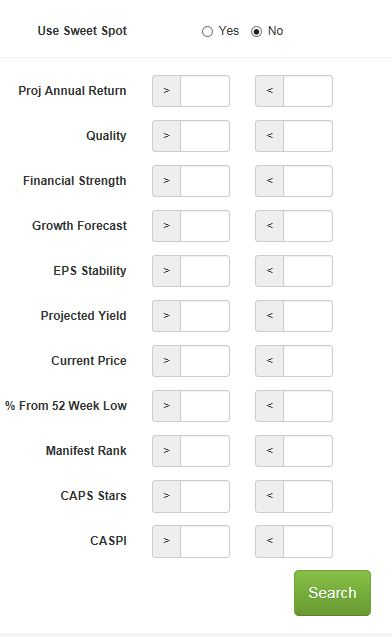 Use Sweet Spot Yes No
Proj Annual Return > <
Quality > <
Financial Strength > <
Growth Forecast > <
EPS Stability > <
Projected Yield > <
Current Price > <
% From 52 Week Low > <
Manifest Rank > <
CAPS Stars > <
CASPI > <
Search